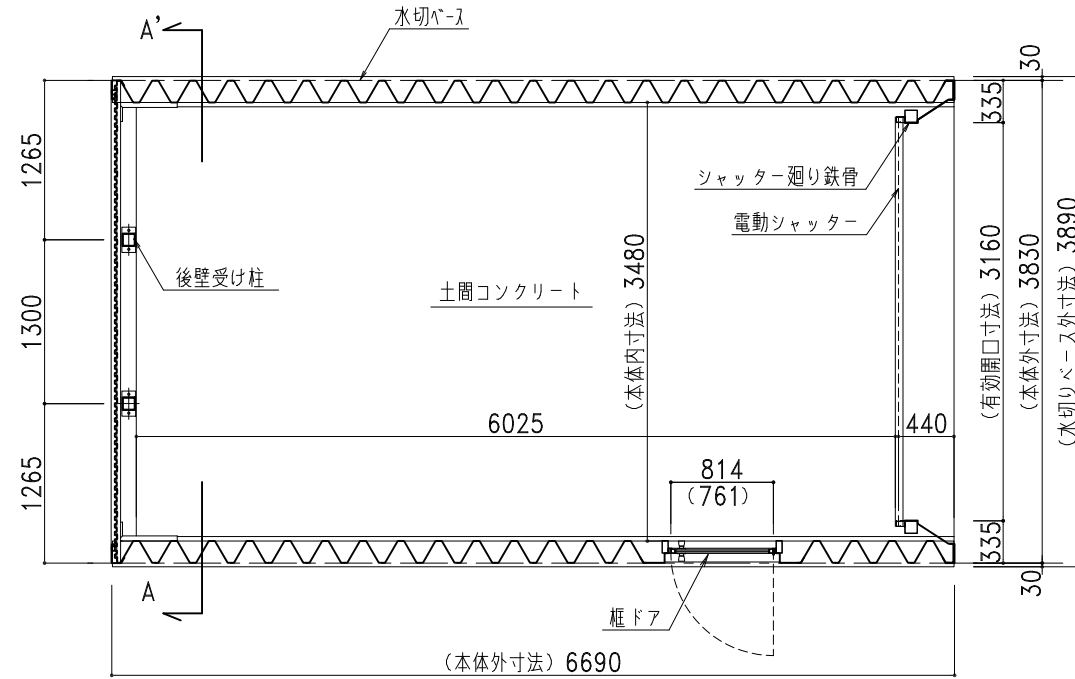 水切ベース
A'
30
335
1265
シャッター廻り鉄骨
電動シャッター
後壁受け柱
土間コンクリート
1300
(本体内寸法) 3480
(有効開口寸法) 3160
(本体外寸法) 3830
(水切りベース外寸法) 3890
6025
440
814
(761)
1265
335
30
A
框ドア
(本体外寸法) 6690